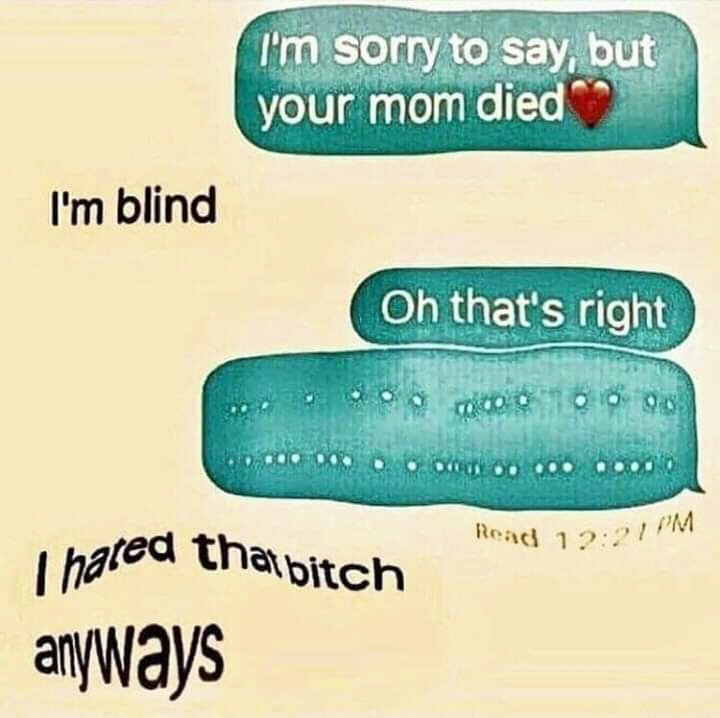 I'm sorry to say, but
your mom died❤️
I'm blind
Oh that's right
Read 12:21 PM
I hated that bitch
anyways